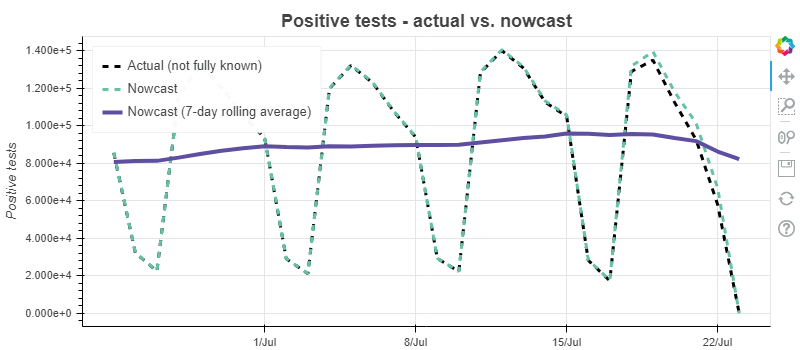 Positive tests - actual vs. nowcast
Actual (not fully known)
Nowcast
Nowcast (7-day rolling average)
Positive tests
1.400e+5
1.200e+5
1.000e+5
8.000e+4
6.000e+4
4.000e+4
2.000e+4
0.000e+0
1/Jul
8/Jul
15/Jul
22/Jul